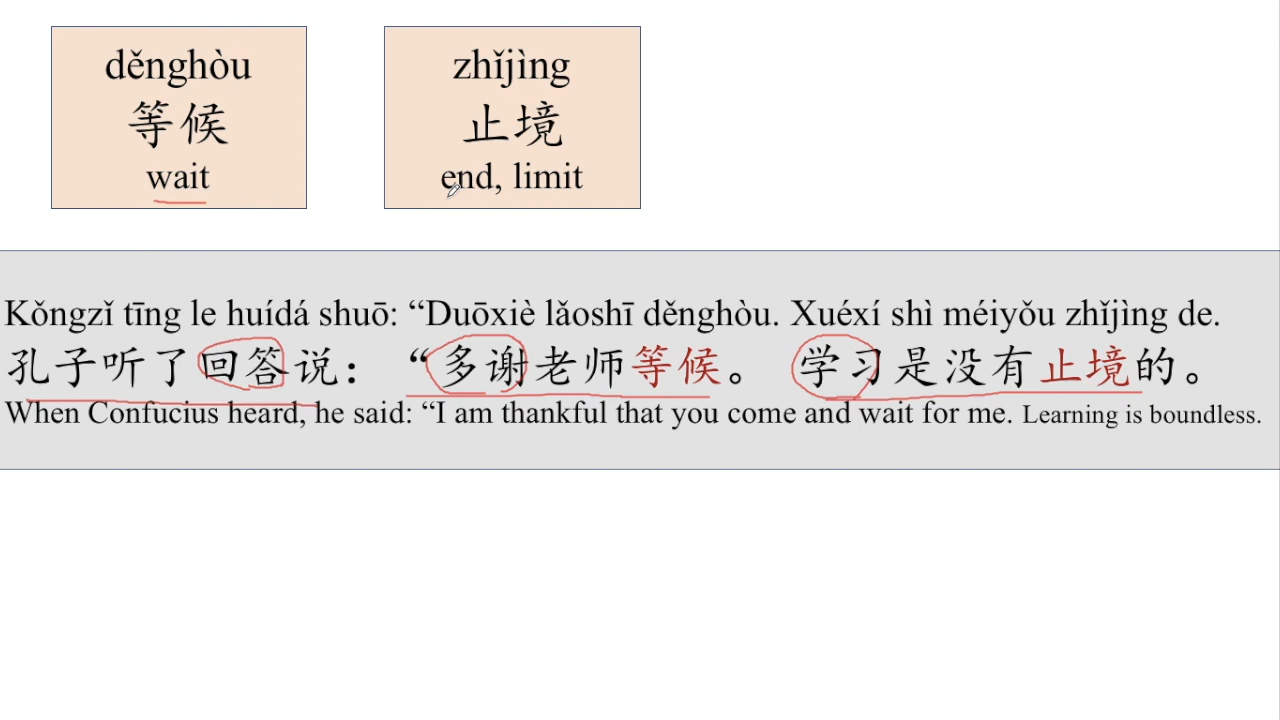 děnghòu
等候
wait
zhǐjìng
止境
end, limit
Kǒngzǐ tīng le huídá shuō: “Duōxiè lǎoshī děnghòu. Xuéxí shì méiyǒu zhǐjìng de.
孔子听了回答说：“多谢老师等候。 学习是没有止境的。
When Confucius heard, he said: “I am thankful that you come and wait for me. Learning is boundless.